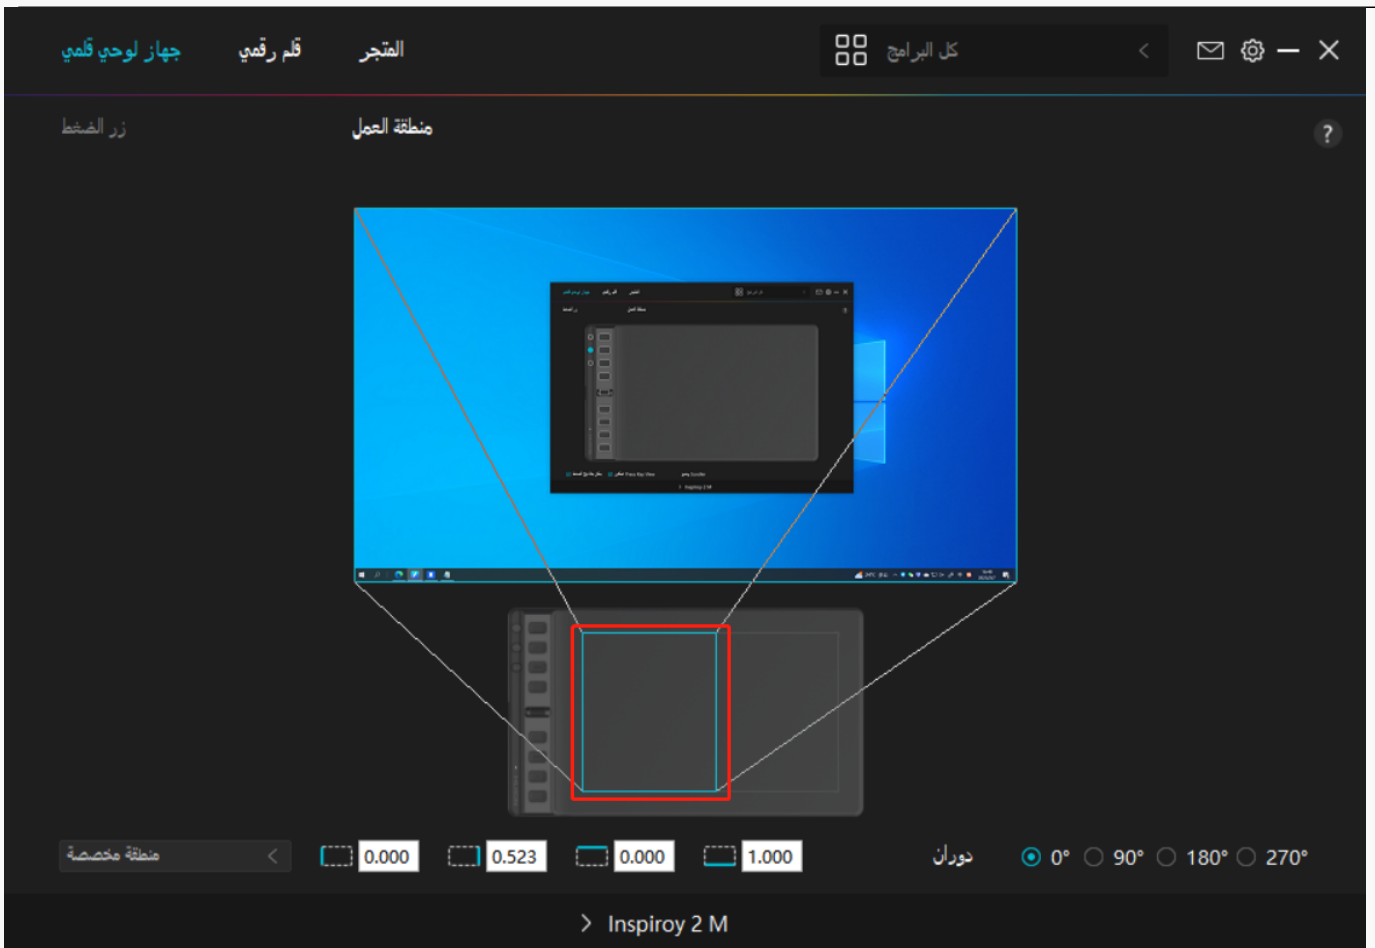 جهاز لوحي قلمي
قلم رقمي
المتجر
كل البرامج
زر الضغط
منطقة العمل
?
منطقة مخصصة
0.000
0.523
0.000
1.000
دوران
0°
90°
180°
270°
Inspiroy 2 M